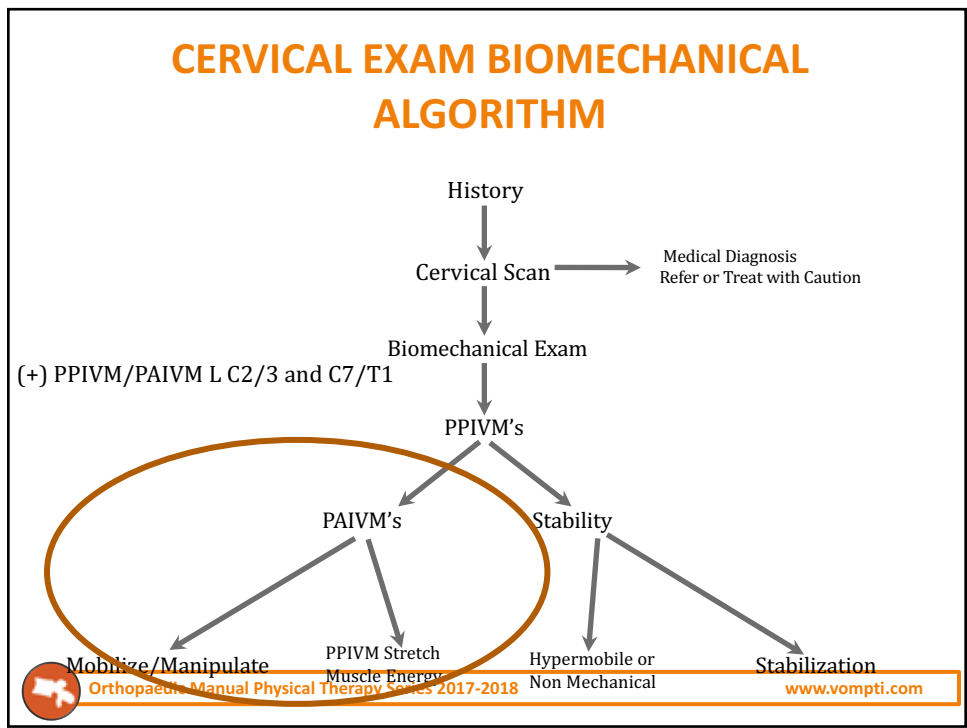 CERVICAL EXAM BIOMECHANICAL
ALGORITHM
History
Cervical Scan
Medical Diagnosis
Refer or Treat with Caution
Biomechanical Exam
(+) PPIVM/PAIVM L C2/3 and C7/T1
PPIVM's
PAIVM's
Stability
Mobilize/Manipulate
PPIVM Stretch
Muscle Energy
Hypermobile or
Non Mechanical
Stabilization
Orthopaedic Manual Physical Therapy Series 2017-2018
www.vompti.com